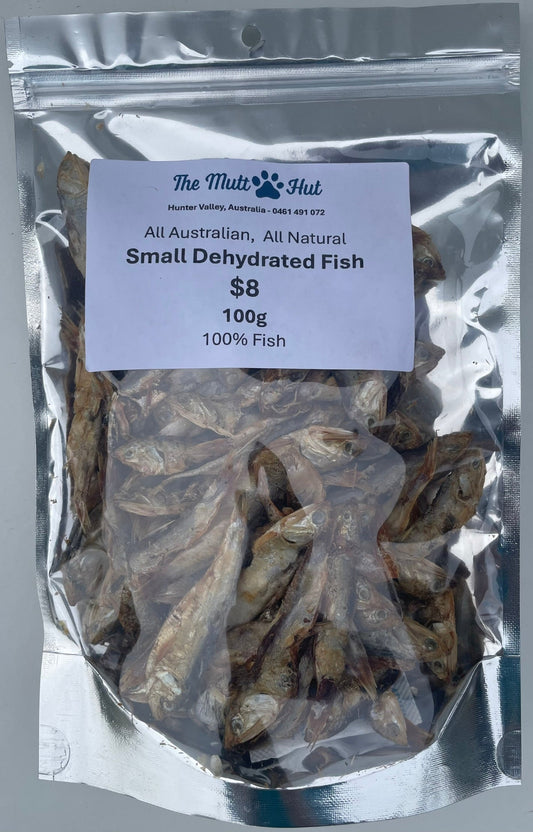 The Mutt Hut
Hunter Valley, Australia - 0461 491 072
All Australian, All Natural
Small Dehydrated Fish
$8
100g
100% Fish